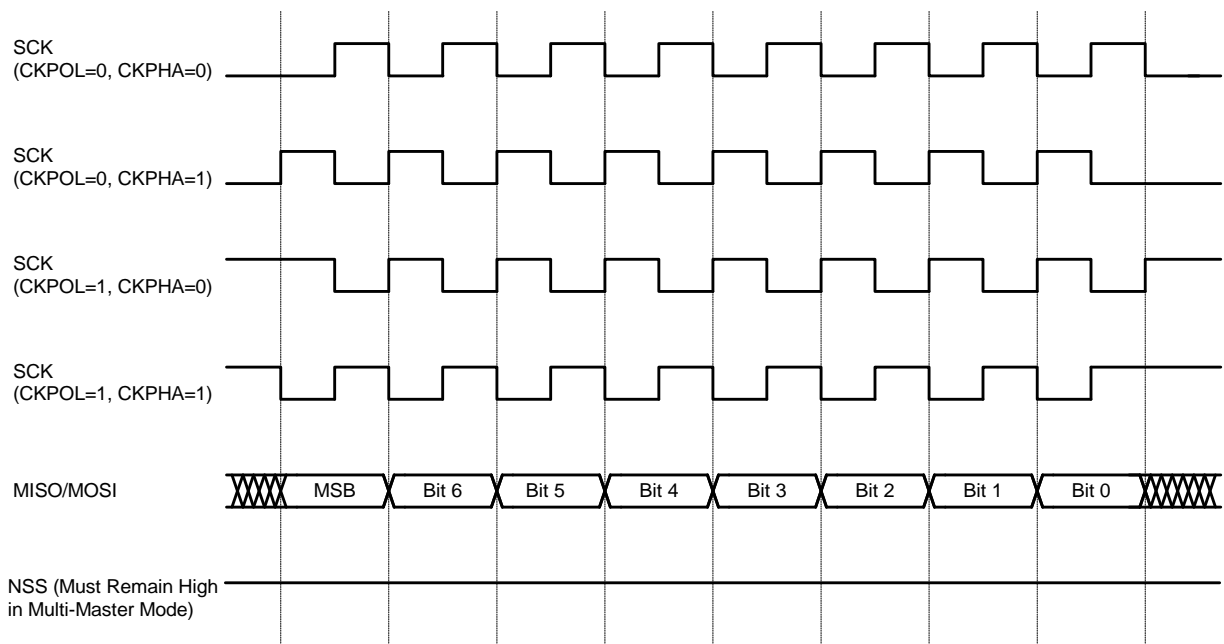 SCK
(CKPOL=0, CKPHA=0)
SCK
(CKPOL=0, CKPHA=1)
SCK
(CKPOL=1, CKPHA=0)
SCK
(CKPOL=1, CKPHA=1)
MISO/MOSI
MSB Bit 6 Bit 5 Bit 4 Bit 3 Bit 2 Bit 1 Bit 0
NSS (Must Remain High
in Multi-Master Mode)